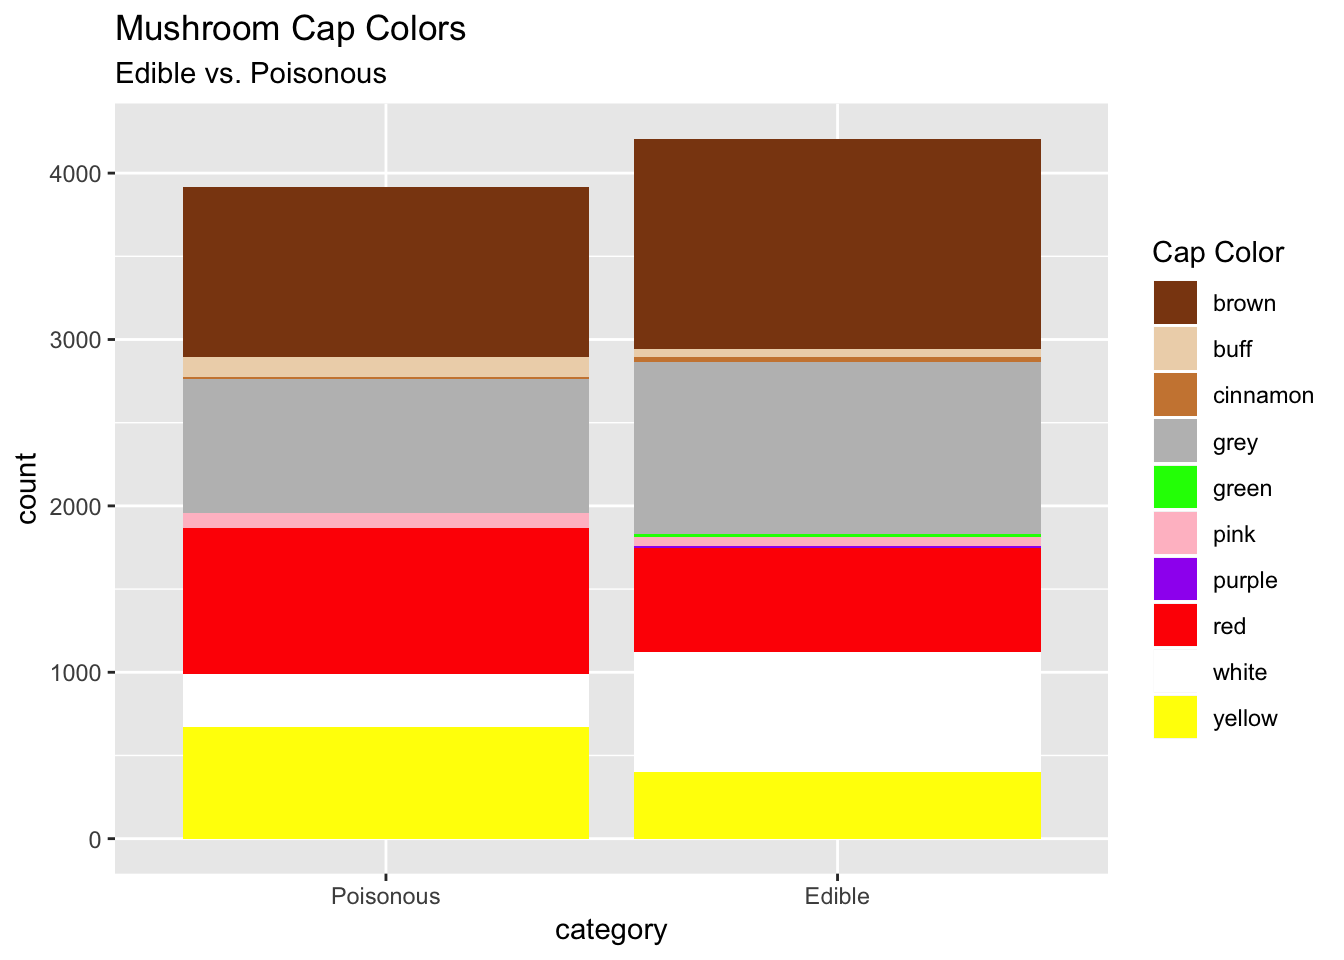 Mushroom Cap Colors
Edible vs. Poisonous
count
4000
3000
2000
1000
0
Poisonous
Edible
category
Cap Color
brown
buff
cinnamon
grey
green
pink
purple
red
white
yellow